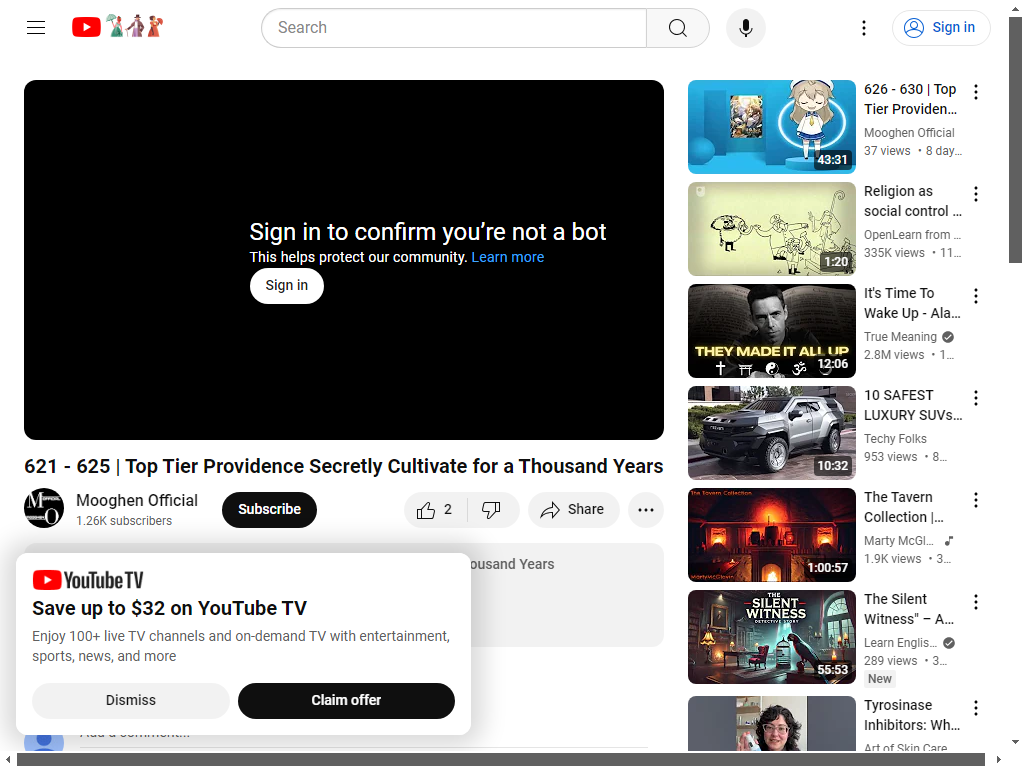 Search
Sign in
Sign in to confirm you’re not a bot
This helps protect our community. Learn more
Sign in
621 - 625 | Top Tier Providence Secretly Cultivate for a Thousand Years
Mooghen Official
1.26K subscribers
Subscribe
2
Share
ousand Years
YouTube TV
Save up to $32 on YouTube TV
Enjoy 100+ live TV channels and on-demand TV with entertainment,
sports, news, and more
Dismiss
Claim offer
Add a comment...
43:31
626 - 630 | Top
Tier Providen...
Mooghen Official
37 views • 8 day...
1:20
Religion as
social control ...
OpenLearn from ...
335K views • 11...
THEY MADE IT ALL UP
12:06
It's Time To
Wake Up - Ala...
True Meaning
2.8M views • 1...
10:32
10 SAFEST
LUXURY SUVs...
Techy Folks
953 views • 8...
The Tavern Collection
MartyMcGlavin
1:00:57
The Tavern
Collection |...
Marty McGl...
1.9K views • 3...
THE
SILENT
WITNESS
DETECTIVE STORY
55:53
The Silent
Witness" – A...
Learn Englis...
289 views • 3...
New
Tyrosinase
Inhibitors: Wh...
Art of Skin Care